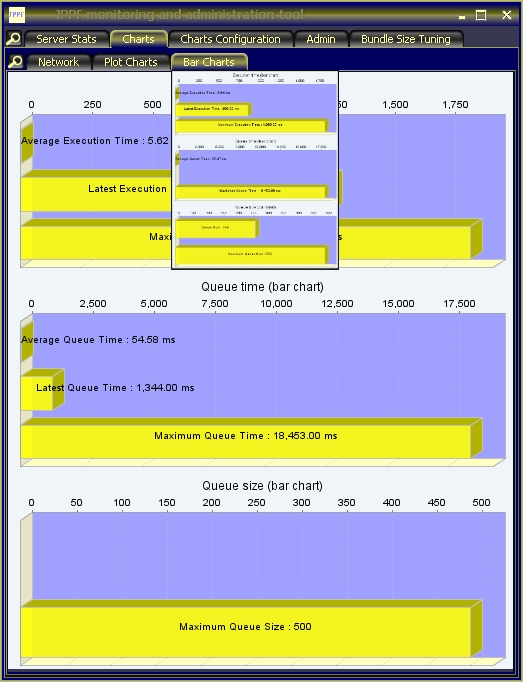 JPPF
JPPF-monitoring-and-administration-tool
Server Stats
Charts
Charts Configuration
Admin
Bundle Size Tuning
Network
Plot Charts
Bar Charts
Execution time (bar chart)
0 250 500
1,500 1,750
Average Execution Time : 5.62
Latest Execution
Queue time (bar chart)
0 2,500 5,000 7,500 10,000 12,500 15,000 17,500
Average Queue Time : 54.58 ms
Latest Queue Time : 1,344.00 ms
Maximum Queue Time : 18,453.00 ms
Queue size (bar chart)
0 50 100 150 200 250 300 350 400 450 500
Maximum Queue Size : 500